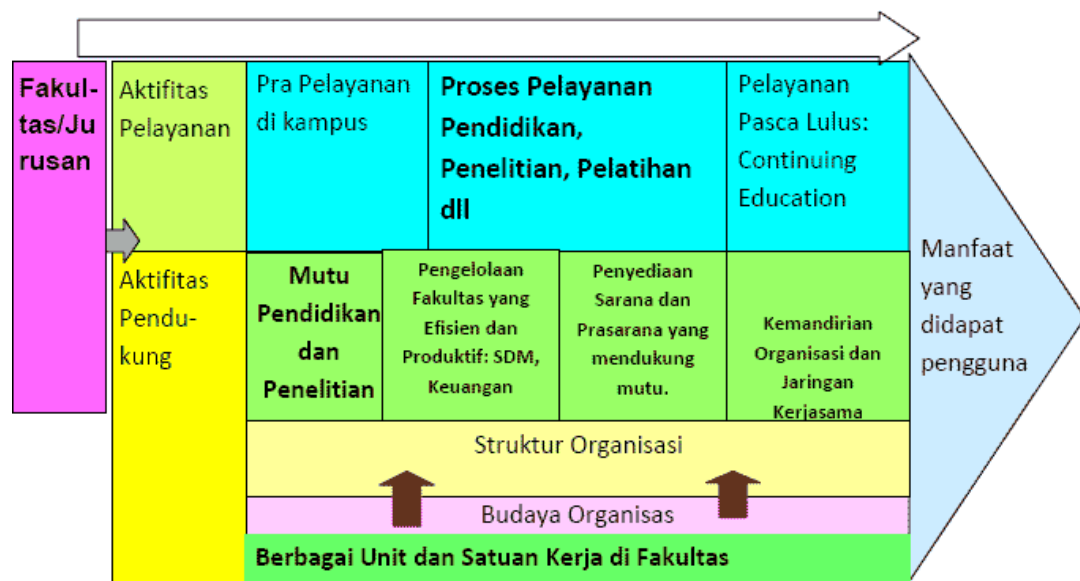 Fakul-
tas/Ju
rusan
Aktifitas
Pelayanan
Pra Pelayanan
di kampus
Proses Pelayanan
Pendidikan,
Penelitian, Pelatihan
dll
Pelayanan
Pasca Lulus:
Continuing
Education
Aktifitas
Pendu-
kung
Mutu
Pendidikan
dan
Penelitian
Pengelolaan
Fakultas yang
Efisien dan
Produktif: SDM,
Keuangan
Penyediaan
Sarana dan
Prasarana yang
mendukung
mutu.
Kemandirian
Organisasi dan
Jaringan
Kerjasama
Manfaat
yang
didapat
pengguna
Struktur Organisasi
Budaya Organisas
Berbagai Unit dan Satuan Kerja di Fakultas